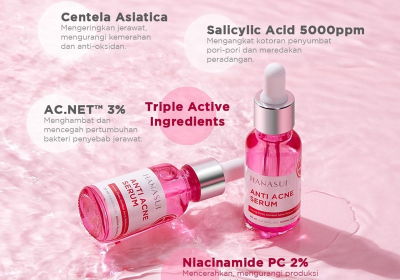 Centela Asiatica
Mengeringkan jerawat,
mengurangi kemerahan
dan anti-oksidan.
Salicylic Acid 5000ppm
Mengangkat kotoran penyumbat
pori-pori dan meredakan
peradangan.
AC.NET™ 3%
Menghambat dan
mencegah pertumbuhan
bakteri penyebab jerawat.
Triple Active
Ingredients
HANASUI
ANTI ACNE
SERUM
HANASUI
ANTI ACNE
SERUM
Niacinamide PC 2%
Mencerahkan, mengurangi produksi